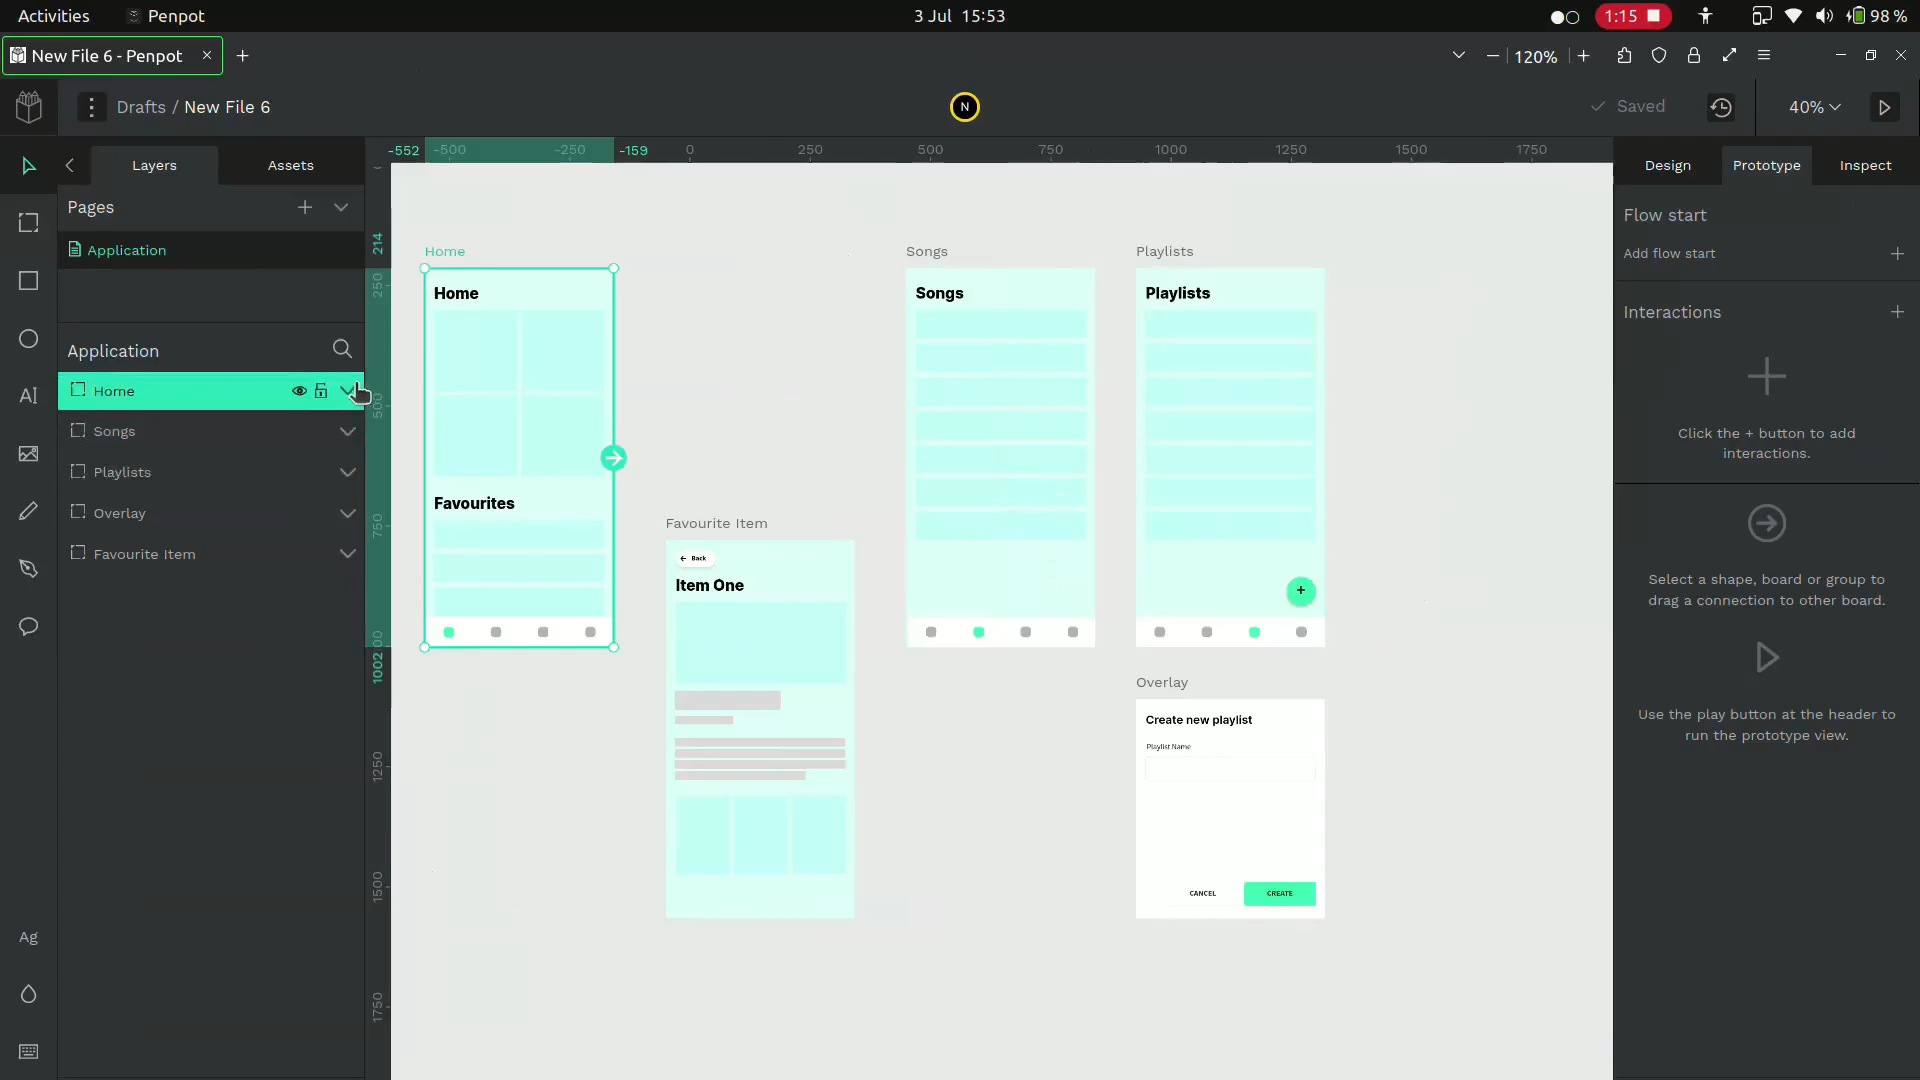 Activities
Penpot
3 Jul 15:53
1:15
98 %
New File 6 - Penpot
120%
Drafts / New File 6
N
Saved
40%
Layers
Assets
-552 -500 -250 -159 0 250 500 750 1000 1250 1500 1750
Design
Prototype
Inspect
Pages
Application
Application
Home
Songs
Playlists
Overlay
Favourite Item
AI
Ag
214
250
500
750
1002
1250
1500
1750
Home
Home
Favourites
Favourite Item
← Back
Item One
Songs
Songs
Playlists
Playlists
+
Overlay
Create new playlist
Playlist Name
CANCEL
CREATE
Flow start
Add flow start
Interactions
Click the + button to add
interactions.
Select a shape, board or group to
drag a connection to other board.
Use the play button at the header to
run the prototype view.